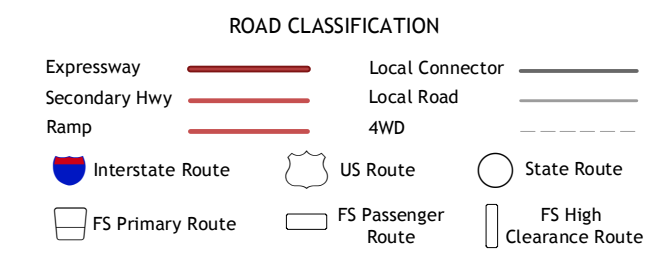 ROAD CLASSIFICATION
Expressway
Local Connector
Secondary Hwy
Local Road
Ramp
4WD
Interstate Route
US Route
State Route
FS Primary Route
FS Passenger
Route
FS High
Clearance Route